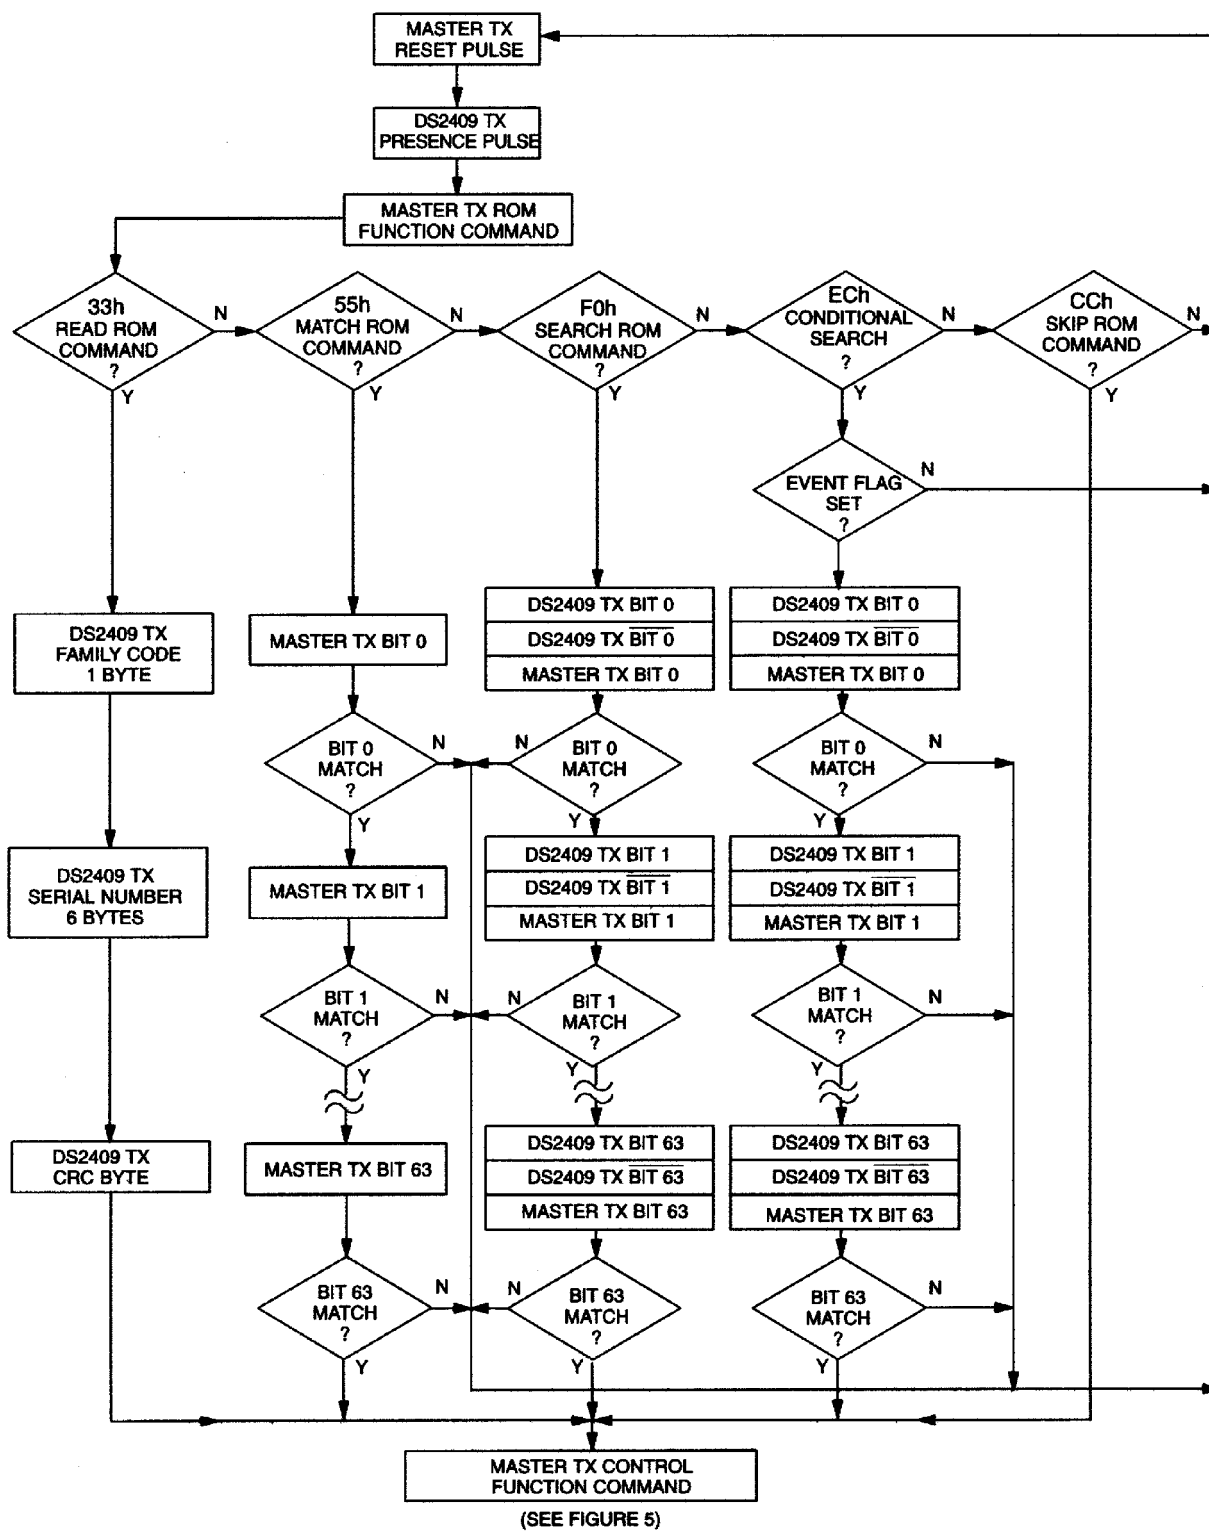 MASTER TX
RESET PULSE
DS2409 TX
PRESENCE PULSE
MASTER TX ROM
FUNCTION COMMAND
33h
READ ROM
COMMAND
?
N
Y
55h
MATCH ROM
COMMAND
?
N
Y
F0h
SEARCH ROM
COMMAND
?
N
Y
ECh
CONDITIONAL
SEARCH
?
N
Y
CCh
SKIP ROM
COMMAND
?
N
Y
EVENT FLAG
SET
?
N
DS2409 TX
FAMILY CODE
1 BYTE
DS2409 TX
SERIAL NUMBER
6 BYTES
DS2409 TX
CRC BYTE
MASTER TX BIT 0
BIT 0
MATCH
?
N
Y
MASTER TX BIT 1
BIT 1
MATCH
?
N
Y
MASTER TX BIT 63
BIT 63
MATCH
?
N
Y
DS2409 TX BIT 0
DS2409 TX BIT 0
MASTER TX BIT 0
N
BIT 0
MATCH
?
Y
DS2409 TX BIT 1
DS2409 TX BIT 1
MASTER TX BIT 1
N
BIT 1
MATCH
?
Y
DS2409 TX BIT 63
DS2409 TX BIT 63
MASTER TX BIT 63
N
BIT 63
MATCH
?
Y
DS2409 TX BIT 0
DS2409 TX BIT 0
MASTER TX BIT 0
BIT 0
MATCH
?
N
Y
DS2409 TX BIT 1
DS2409 TX BIT 1
MASTER TX BIT 1
BIT 1
MATCH
?
N
Y
DS2409 TX BIT 63
DS2409 TX BIT 63
MASTER TX BIT 63
BIT 63
MATCH
?
N
Y
MASTER TX CONTROL
FUNCTION COMMAND
(SEE FIGURE 5)